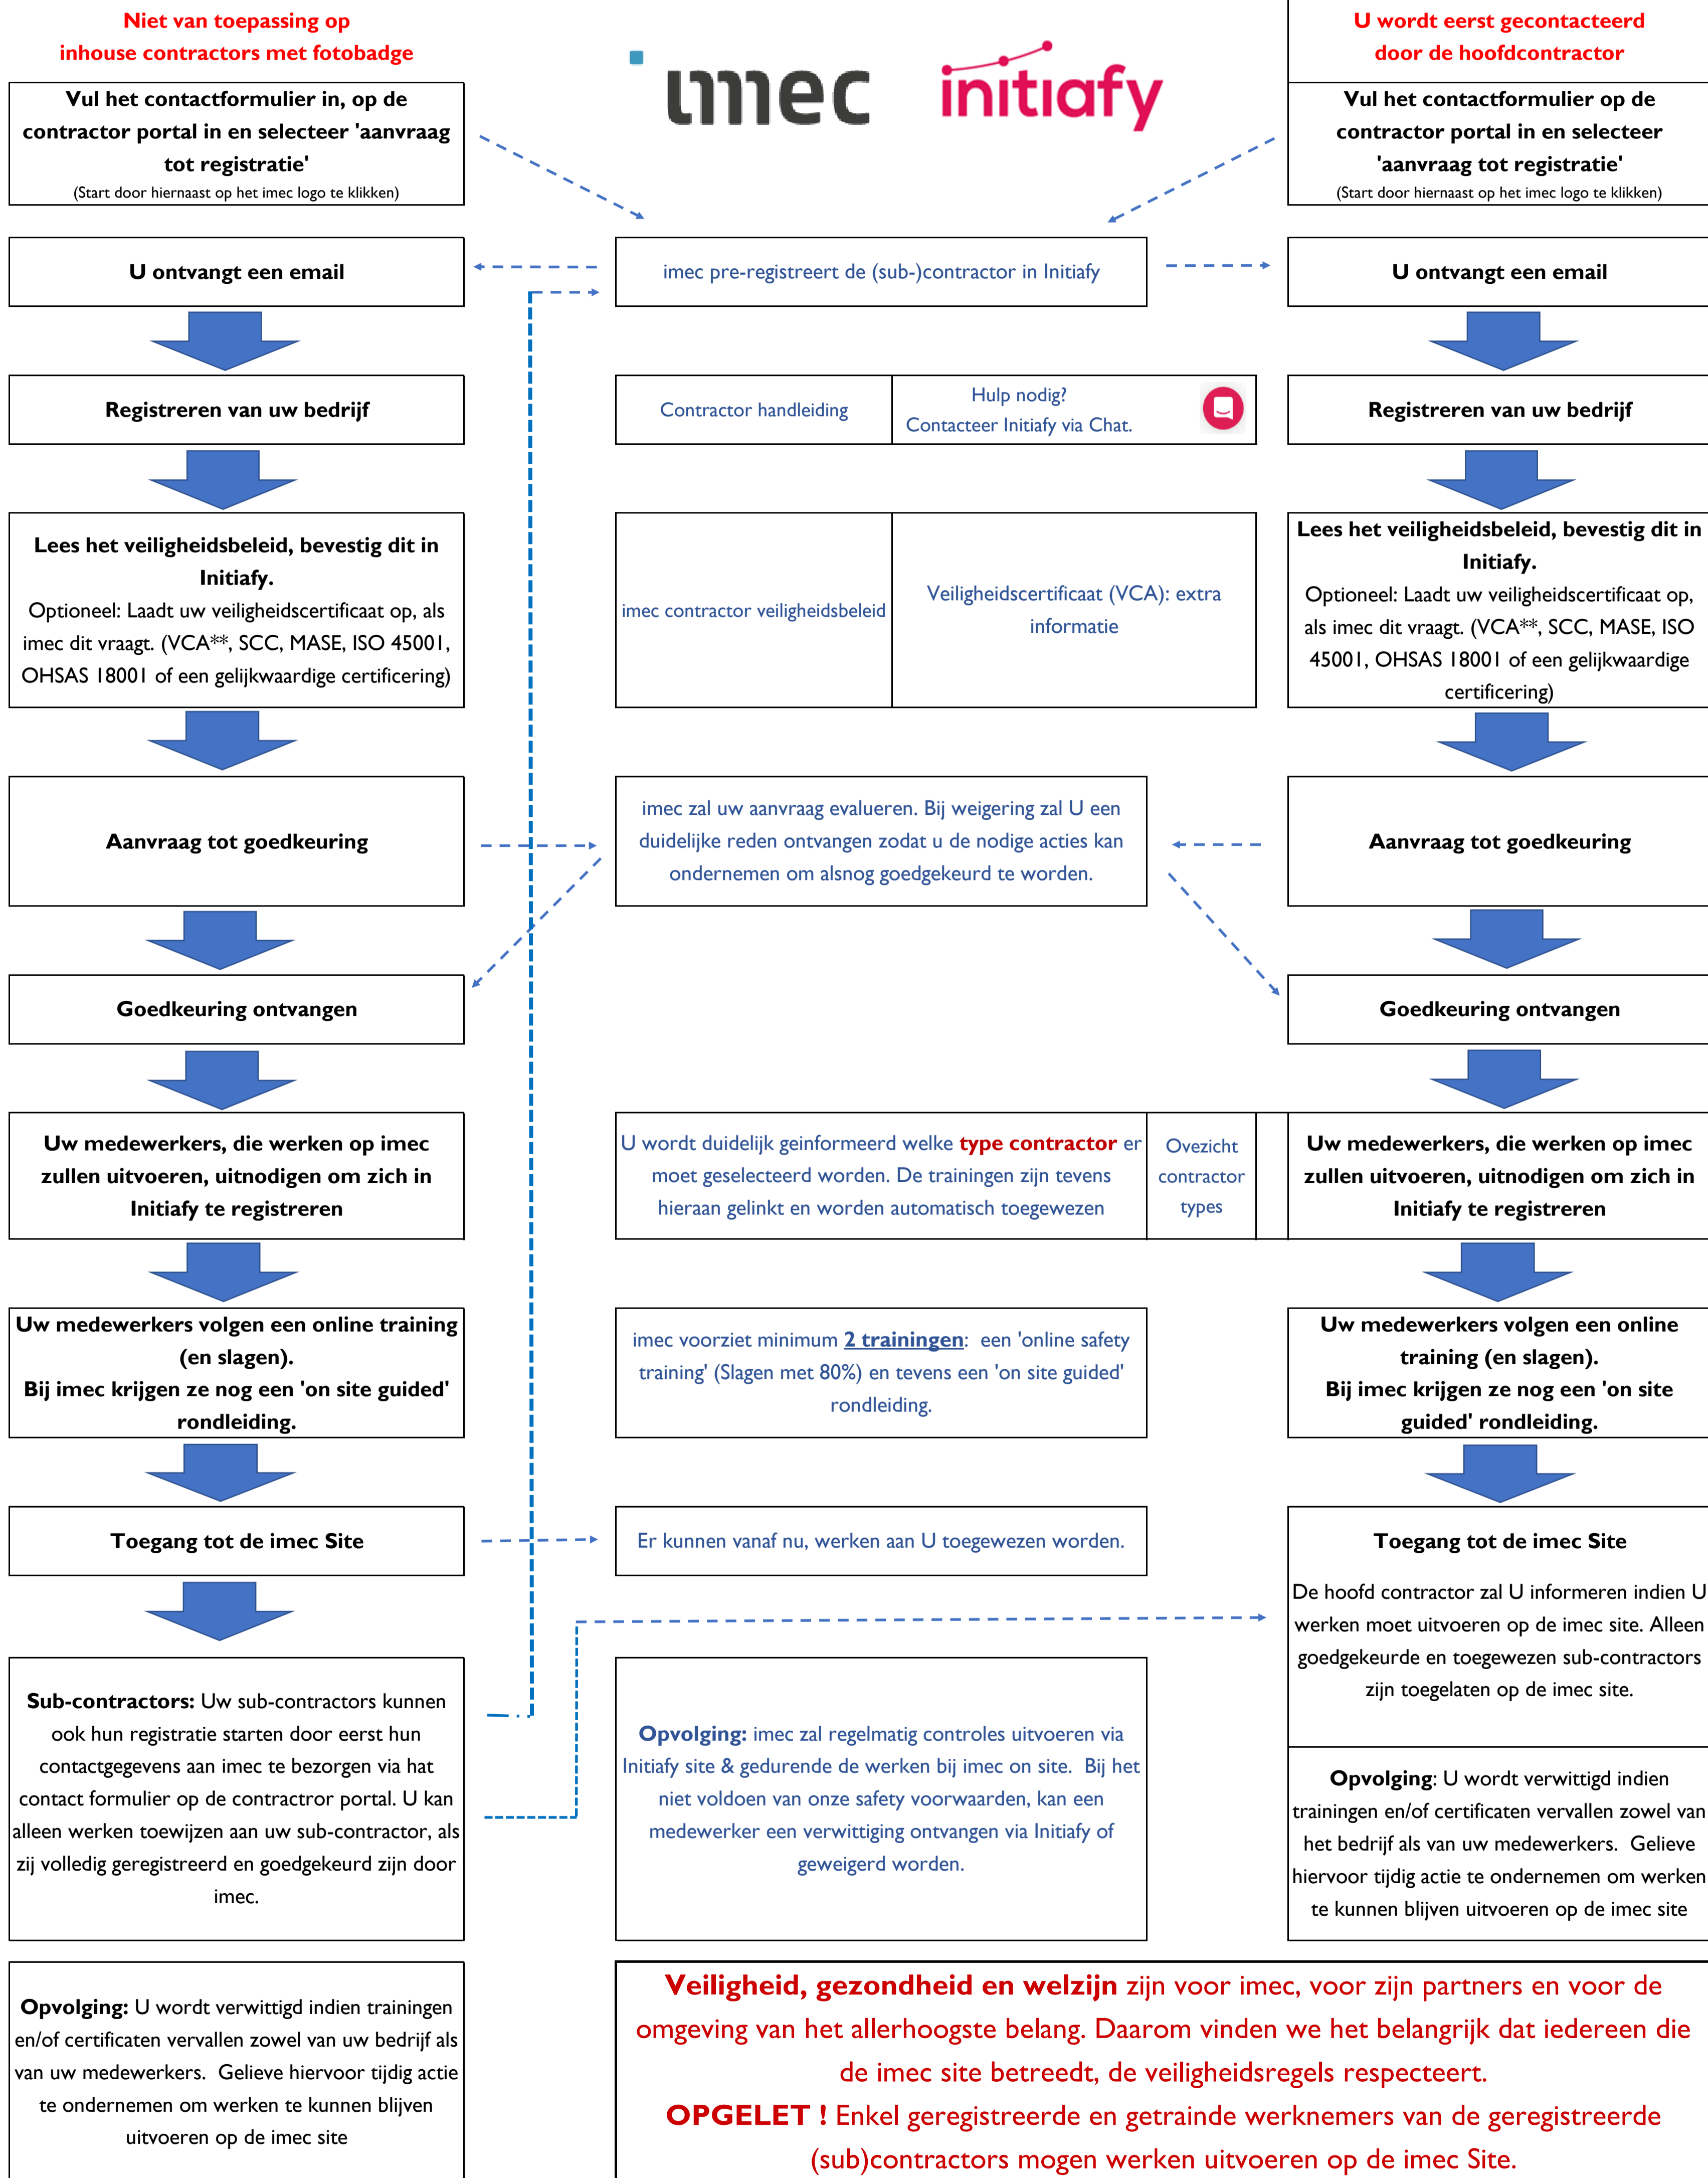 Niet van toepassing op
inhouse contractors met fotobadge
imec
initiafy
U wordt eerst gecontacteerd
door de hoofdcontractor
Vul het contactformulier in, op de
contractor portal in en selecteer 'aanvraag
tot registratie'
(Start door hiernaast op het imec logo te klikken)
Vul het contactformulier op de
contractor portal in en selecteer
'aanvraag tot registratie'
(Start door hiernaast op het imec logo te klikken)
U ontvangt een email
imec pre-registreert de (sub-)contractor in Initiafy
U ontvangt een email
Registreren van uw bedrijf
Contractor handleiding
Hulp nodig?
Contacteer Initiafy via Chat.
Registreren van uw bedrijf
Lees het veiligheidsbeleid, bevestig dit in
Initiafy.
Optioneel: Laadt uw veiligheidscertificaat op, als
imec dit vraagt. (VCA**, SCC, MASE, ISO 45001,
OHSAS 18001 of een gelijkwaardige certificering)
imec contractor veiligheidsbeleid
Veiligheidscertificaat (VCA): extra
informatie
Lees het veiligheidsbeleid, bevestig dit in
Initiafy.
Optioneel: Laadt uw veiligheidscertificaat op,
als imec dit vraagt. (VCA**, SCC, MASE, ISO
45001, OHSAS 18001 of een gelijkwaardige
certificering)
Aanvraag tot goedkeuring
imec zal uw aanvraag evalueren. Bij weigering zal U een
duidelijke reden ontvangen zodat u de nodige acties kan
ondernemen om alsnog goedgekeurd te worden.
Aanvraag tot goedkeuring
Goedkeuring ontvangen
Goedkeuring ontvangen
Uw medewerkers, die werken op imec
zullen uitvoeren, uitnodigen om zich in
Initiafy te registreren
U wordt duidelijk geinformeerd welke type contractor er
moet geselecteerd worden. De trainingen zijn tevens
hieraan gelinkt en worden automatisch toegewezen
Ovezicht
contractor
types
Uw medewerkers, die werken op imec
zullen uitvoeren, uitnodigen om zich in
Initiafy te registreren
Uw medewerkers volgen een online training
(en slagen).
Bij imec krijgen ze nog een 'on site guided'
rondleiding.
imec voorziet minimum 2 trainingen: een 'online safety
training' (Slagen met 80%) en tevens een 'on site guided'
rondleiding.
Uw medewerkers volgen een online
training (en slagen).
Bij imec krijgen ze nog een 'on site
guided' rondleiding.
Toegang tot de imec Site
Er kunnen vanaf nu, werken aan U toegewezen worden.
Toegang tot de imec Site
De hoofd contractor zal U informeren indien U
werken moet uitvoeren op de imec site. Alleen
goedgekeurde en toegewezen sub-contractors
zijn toegelaten op de imec site.
Sub-contractors: Uw sub-contractors kunnen
ook hun registratie starten door eerst hun
contactgegevens aan imec te bezorgen via hat
contact formulier op de contractror portal. U kan
alleen werken toewijzen aan uw sub-contractor, als
zij volledig geregistreerd en goedgekeurd zijn door
imec.
Opvolging: imec zal regelmatig controles uitvoeren via
Initiafy site & gedurende de werken bij imec on site. Bij het
niet voldoen van onze safety voorwaarden, kan een
medewerker een verwittiging ontvangen via Initiafy of
geweigerd worden.
Opvolging: U wordt verwittigd indien
trainingen en/of certificaten vervallen zowel van
het bedrijf als van uw medewerkers. Gelieve
hiervoor tijdig actie te ondernemen om werken
te kunnen blijven uitvoeren op de imec site
Opvolging: U wordt verwittigd indien trainingen
en/of certificaten vervallen zowel van uw bedrijf als
van uw medewerkers. Gelieve hiervoor tijdig actie
te ondernemen om werken te kunnen blijven
uitvoeren op de imec site
Veiligheid, gezondheid en welzijn zijn voor imec, voor zijn partners en voor de
omgeving van het allerhoogste belang. Daarom vinden we het belangrijk dat iedereen die
de imec site betreedt, de veiligheidsregels respecteert.
OPGELET ! Enkel geregistreerde en getrainde werknemers van de geregistreerde
(sub)contractors mogen werken uitvoeren op de imec Site.